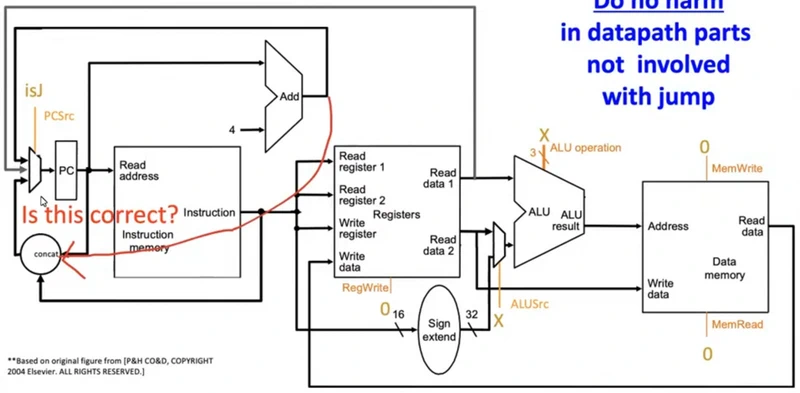 Do no harm
in datapath parts
not involved
with jump
isJ
PCSrc
Add
4
PC
Read
address
Instruction
Instruction
memory
Is this correct?
concat
Read
register 1
Read
data 1
Read
register 2
Registers
Write
register
Read
data 2
Write
data
RegWrite
0
16
Sign
extend
32
X
3
ALU operation
ALU
ALU
result
ALUSrc
X
0
MemWrite
Address
Read
data
Data
memory
Write
data
MemRead
0
**Based on original figure from [P&H CO&D, COPYRIGHT
2004 Elsevier. ALL RIGHTS RESERVED.]